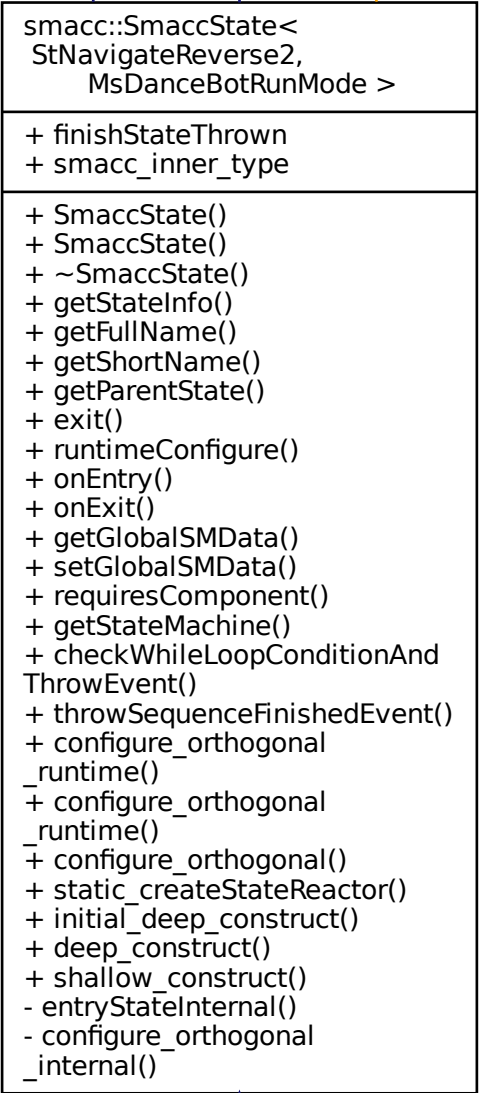 smacc::SmaccState<
StNavigateReverse2,
MsDanceBotRunMode >
+ finishStateThrown
+ smacc_inner_type
+ SmaccState()
+ SmaccState()
+ ~SmaccState()
+ getStateInfo()
+ getFullName()
+ getShortName()
+ getParentState()
+ exit()
+ runtimeConfigure()
+ onEntry()
+ onExit()
+ getGlobalSMData()
+ setGlobalSMData()
+ requiresComponent()
+ getStateMachine()
+ checkWhileLoopConditionAnd
ThrowEvent()
+ throwSequenceFinishedEvent()
+ configure_orthogonal
_runtime()
+ configure_orthogonal
_runtime()
+ configure_orthogonal()
+ static_createStateReactor()
+ initial_deep_construct()
+ deep_construct()
+ shallow_construct()
- entryStateInternal()
- configure_orthogonal
_internal()